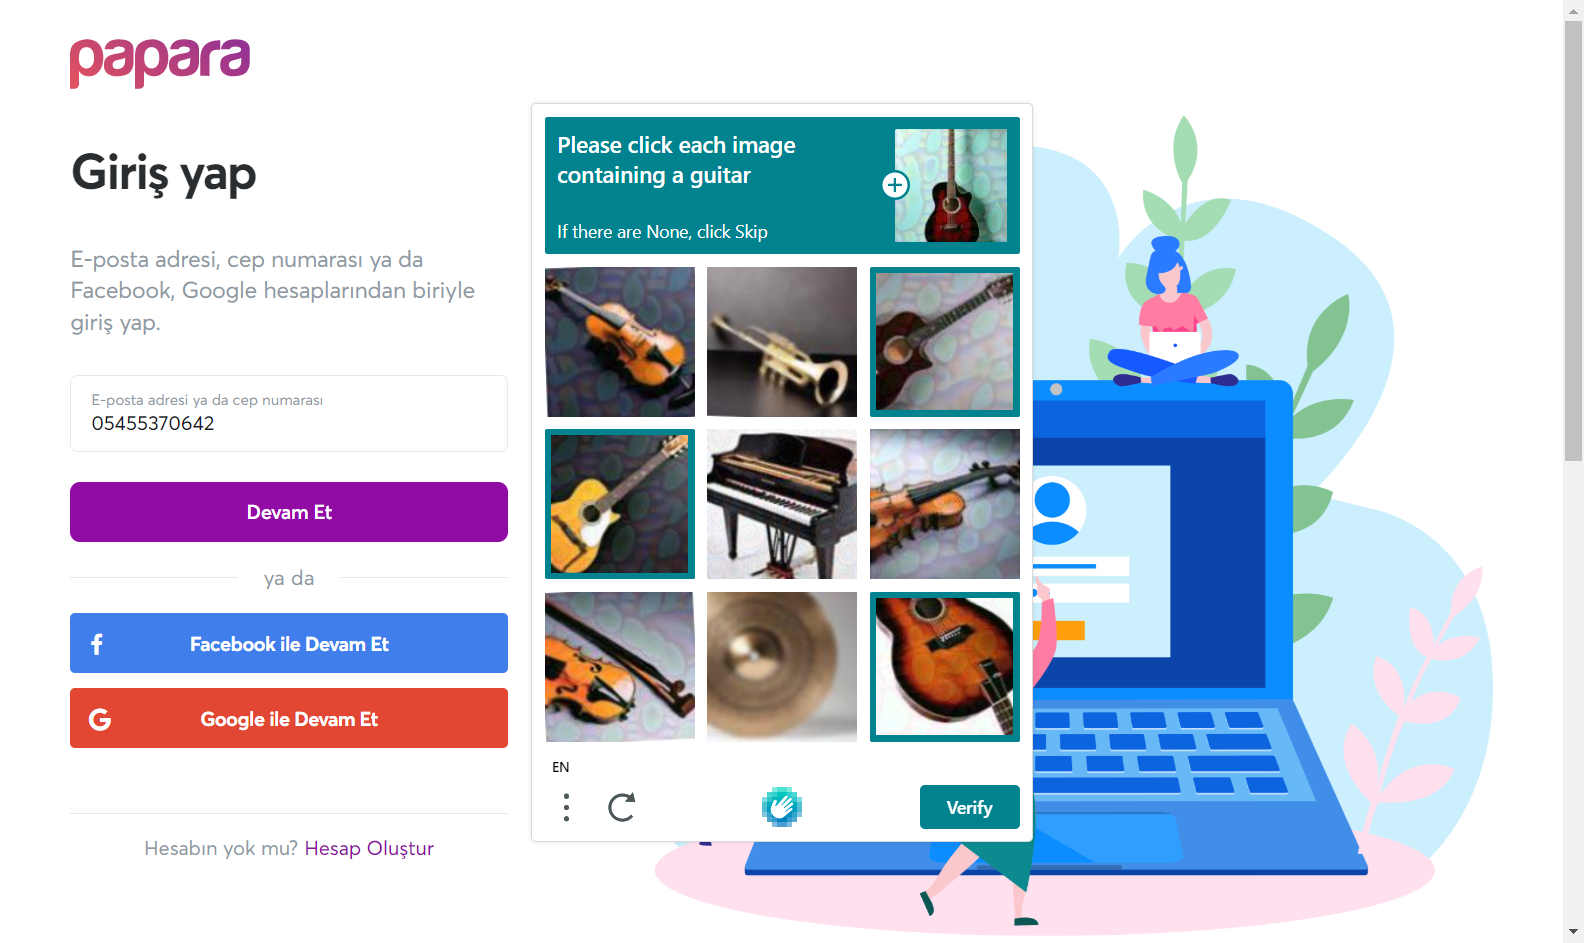 papara
Giriş yap
E-posta adresi, cep numarası ya da
Facebook, Google hesaplarından biriyle
giriş yap.
E-posta adresi ya da cep numarası
05455370642
Devam Et
ya da
Facebook ile Devam Et
Google ile Devam Et
Hesabın yok mu? Hesap Oluştur
Please click each image
containing a guitar
If there are None, click Skip
EN
Verify